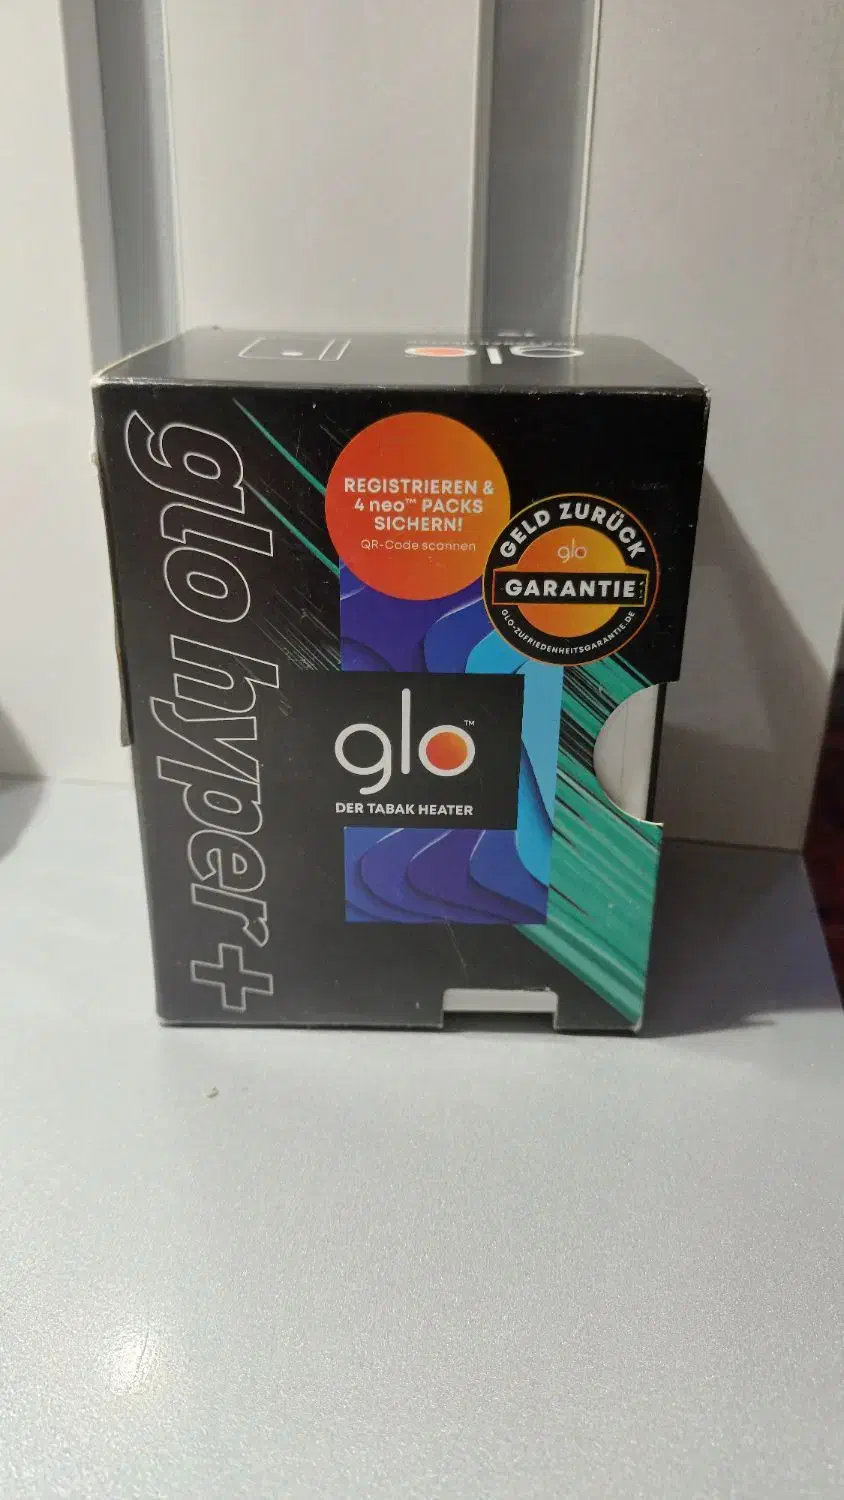 glo
glo hyper+
REGISTRIEREN &
4 neo™ PACKS
SICHERN!
QR-Code scannen
GELD ZURÜCK
glo
GARANTIE
GLO-ZUFRIEDENHEITSGARANTIE.DE
glo™
DER TABAK HEATER